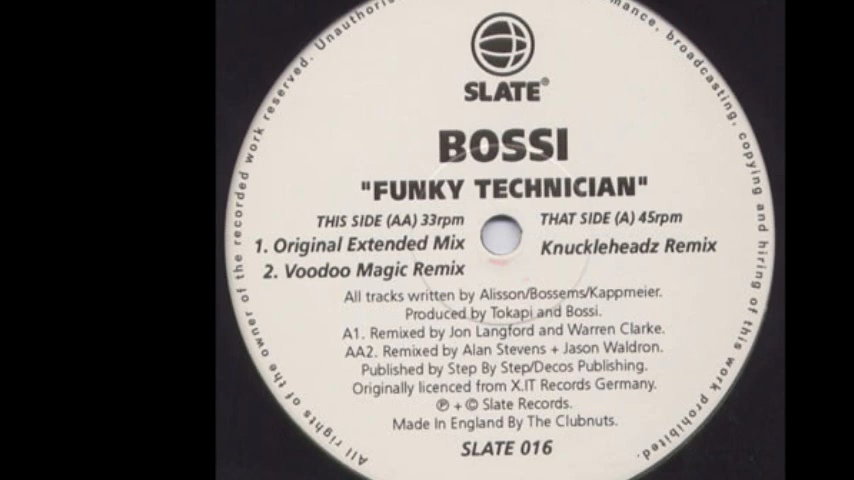 SLATE®
BOSSI
"FUNKY TECHNICIAN"
THIS SIDE (AA) 33rpm
1. Original Extended Mix
2. Voodoo Magic Remix
THAT SIDE (A) 45rpm
Knuckleheadz Remix
All tracks written by Alisson/Bossems/Kappmeier.
Produced by Tokapi and Bossi.
A1. Remixed by Jon Langford and Warren Clarke.
AA2. Remixed by Alan Stevens + Jason Waldron.
Published by Step By Step/Decos Publishing.
Originally licenced from X.IT Records Germany.
℗ + © Slate Records.
Made In England By The Clubnuts.
SLATE 016
All rights of the owner of the recorded work reserved.
broadcasting, copying and hiring of this work prohibited.